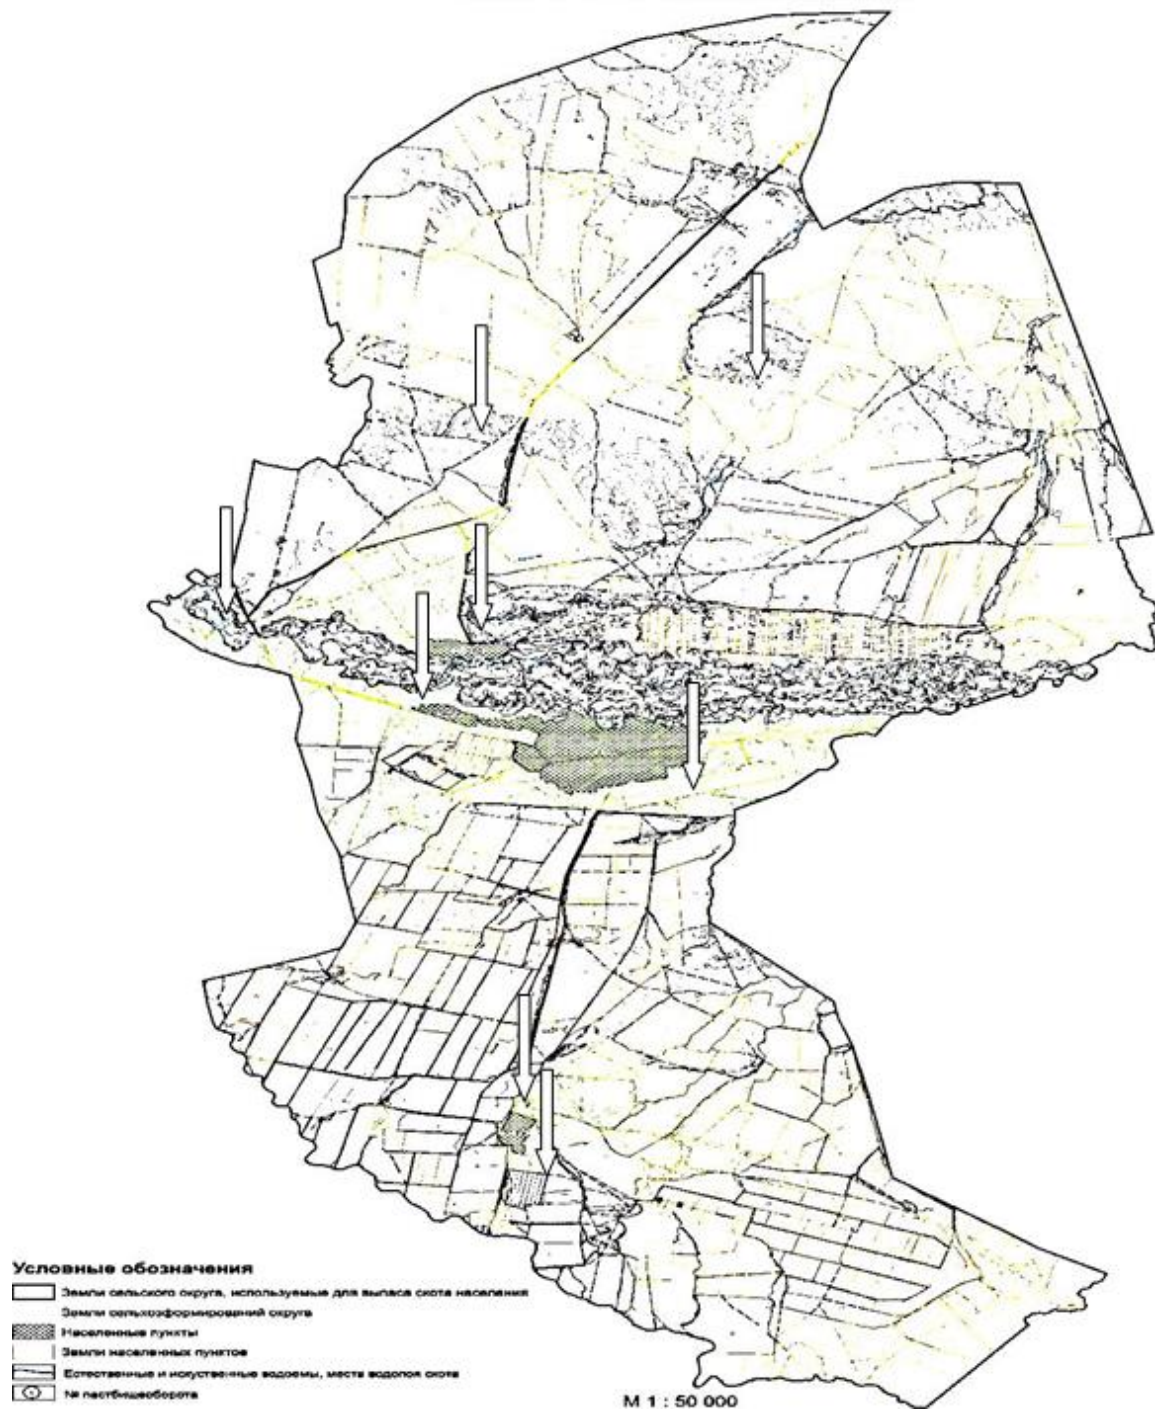 Условные обозначения
Земли сельского округа, используемые для выпаса скота населения
Земли сельхозформирований округа
Населенные пункты
Земли населенных пунктов
Естественные и искуственные водоемы, места водопоя скота
№ пастбищеоборота
М 1 : 50 000